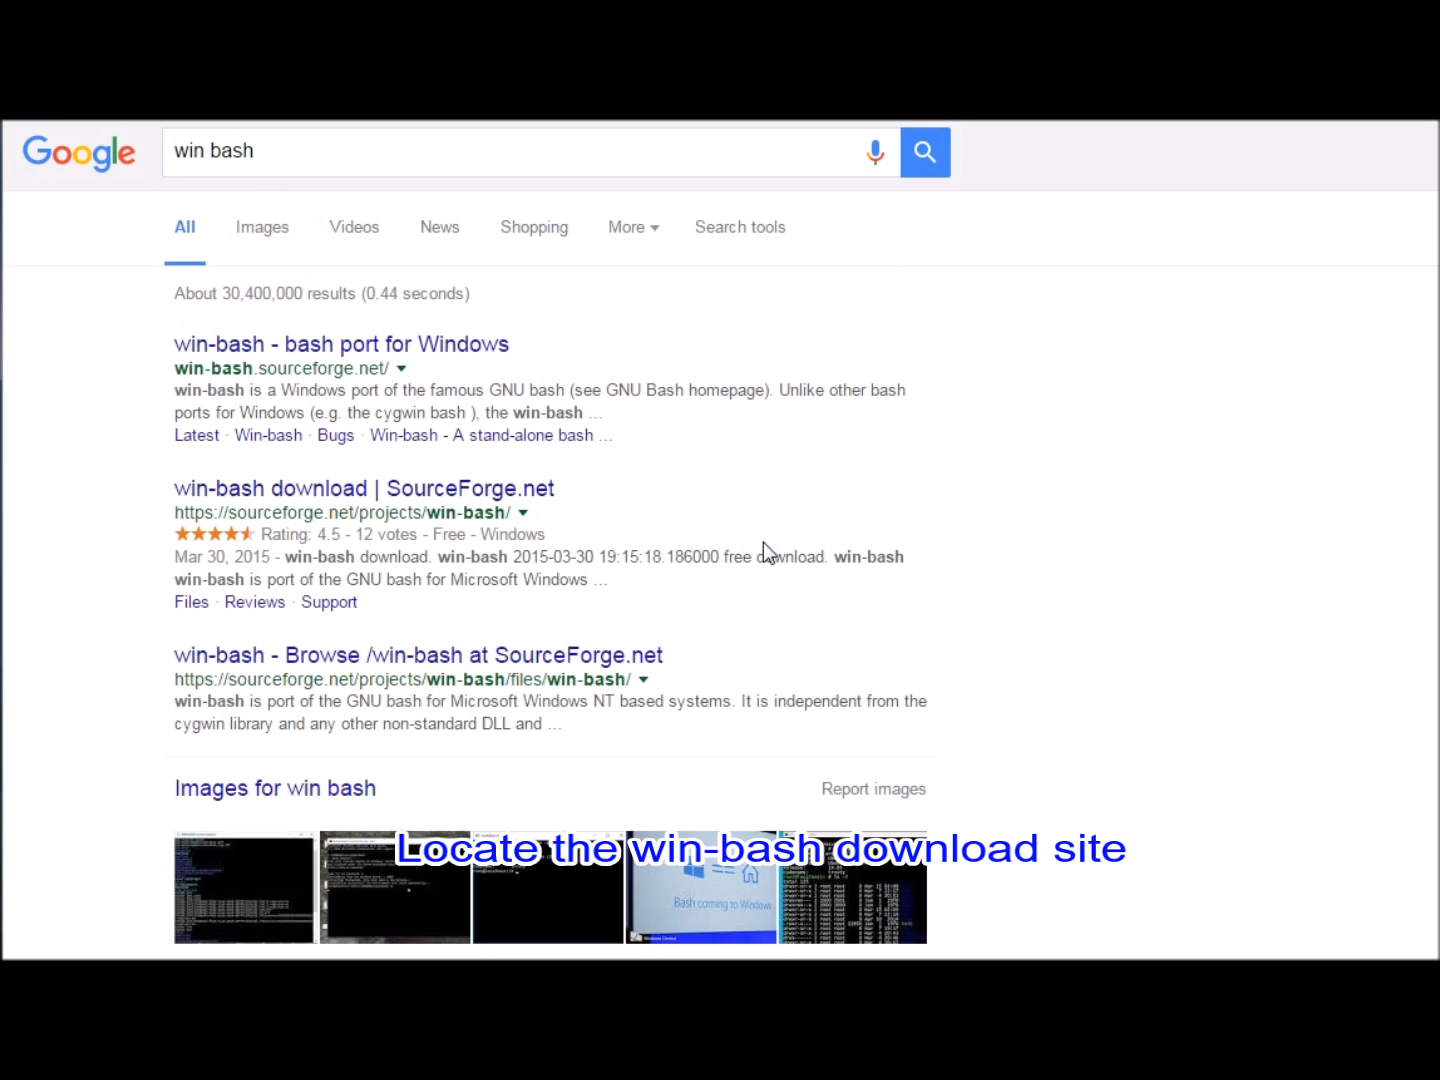 Google
win bash
All Images Videos News Shopping More Search tools
About 30,400,000 results (0.44 seconds)
win-bash - bash port for Windows
win-bash.sourceforge.net/
win-bash is a Windows port of the famous GNU bash (see GNU Bash homepage). Unlike other bash
ports for Windows (e.g. the cygwin bash ), the win-bash ...
Latest · Win-bash · Bugs · Win-bash - A stand-alone bash ...
win-bash download | SourceForge.net
https://sourceforge.net/projects/win-bash/
Rating: 4.5 - 12 votes - Free - Windows
Mar 30, 2015 - win-bash download. win-bash 2015-03-30 19:15:18.186000 free download. win-bash
win-bash is port of the GNU bash for Microsoft Windows ...
Files · Reviews · Support
win-bash - Browse /win-bash at SourceForge.net
https://sourceforge.net/projects/win-bash/files/win-bash/
win-bash is port of the GNU bash for Microsoft Windows NT based systems. It is independent from the
cygwin library and any other non-standard DLL and ...
Images for win bash
Report images
Locate the win-bash download site
Bash coming to Windows
Windows Central